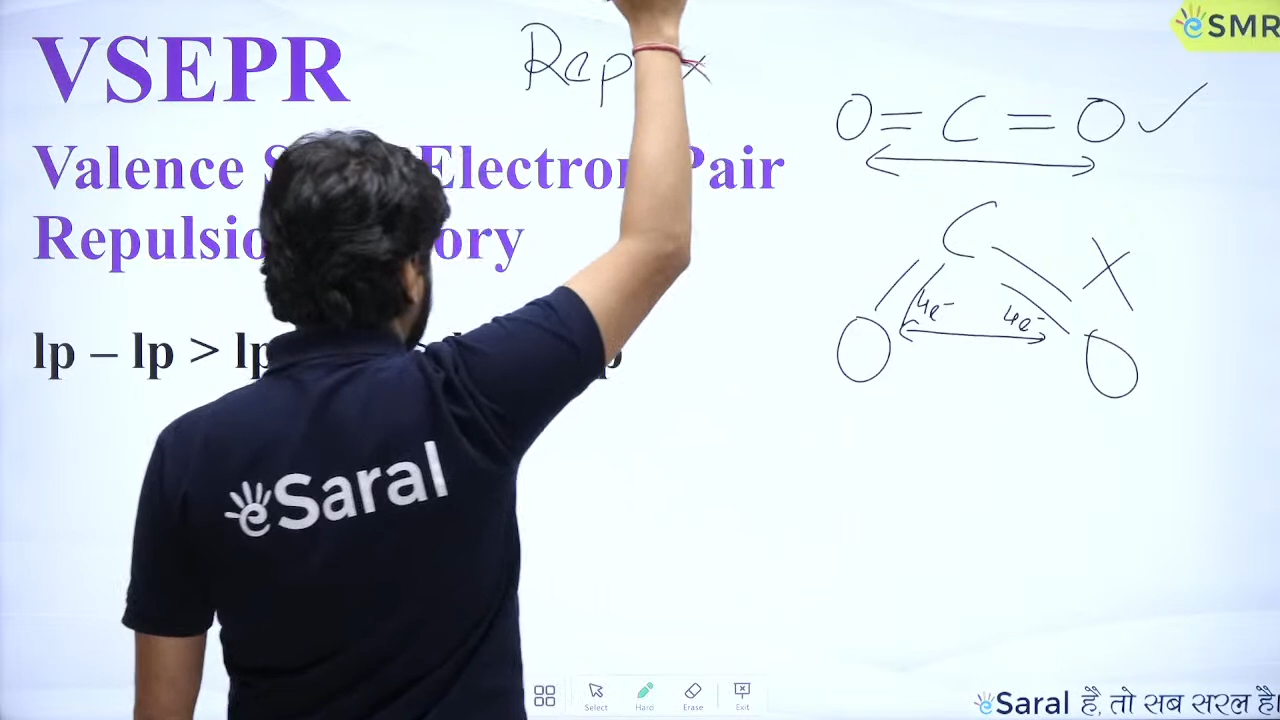 VSEPR
Rep
eSMR
O = C = O ✓
Valence Electron Pair
Repulsio ory
C
X
4e⁻ 4e⁻
O O
lp – lp > lp
eSaral
Select Hard Erase Exit
eSaral है, तो सब सरल है।